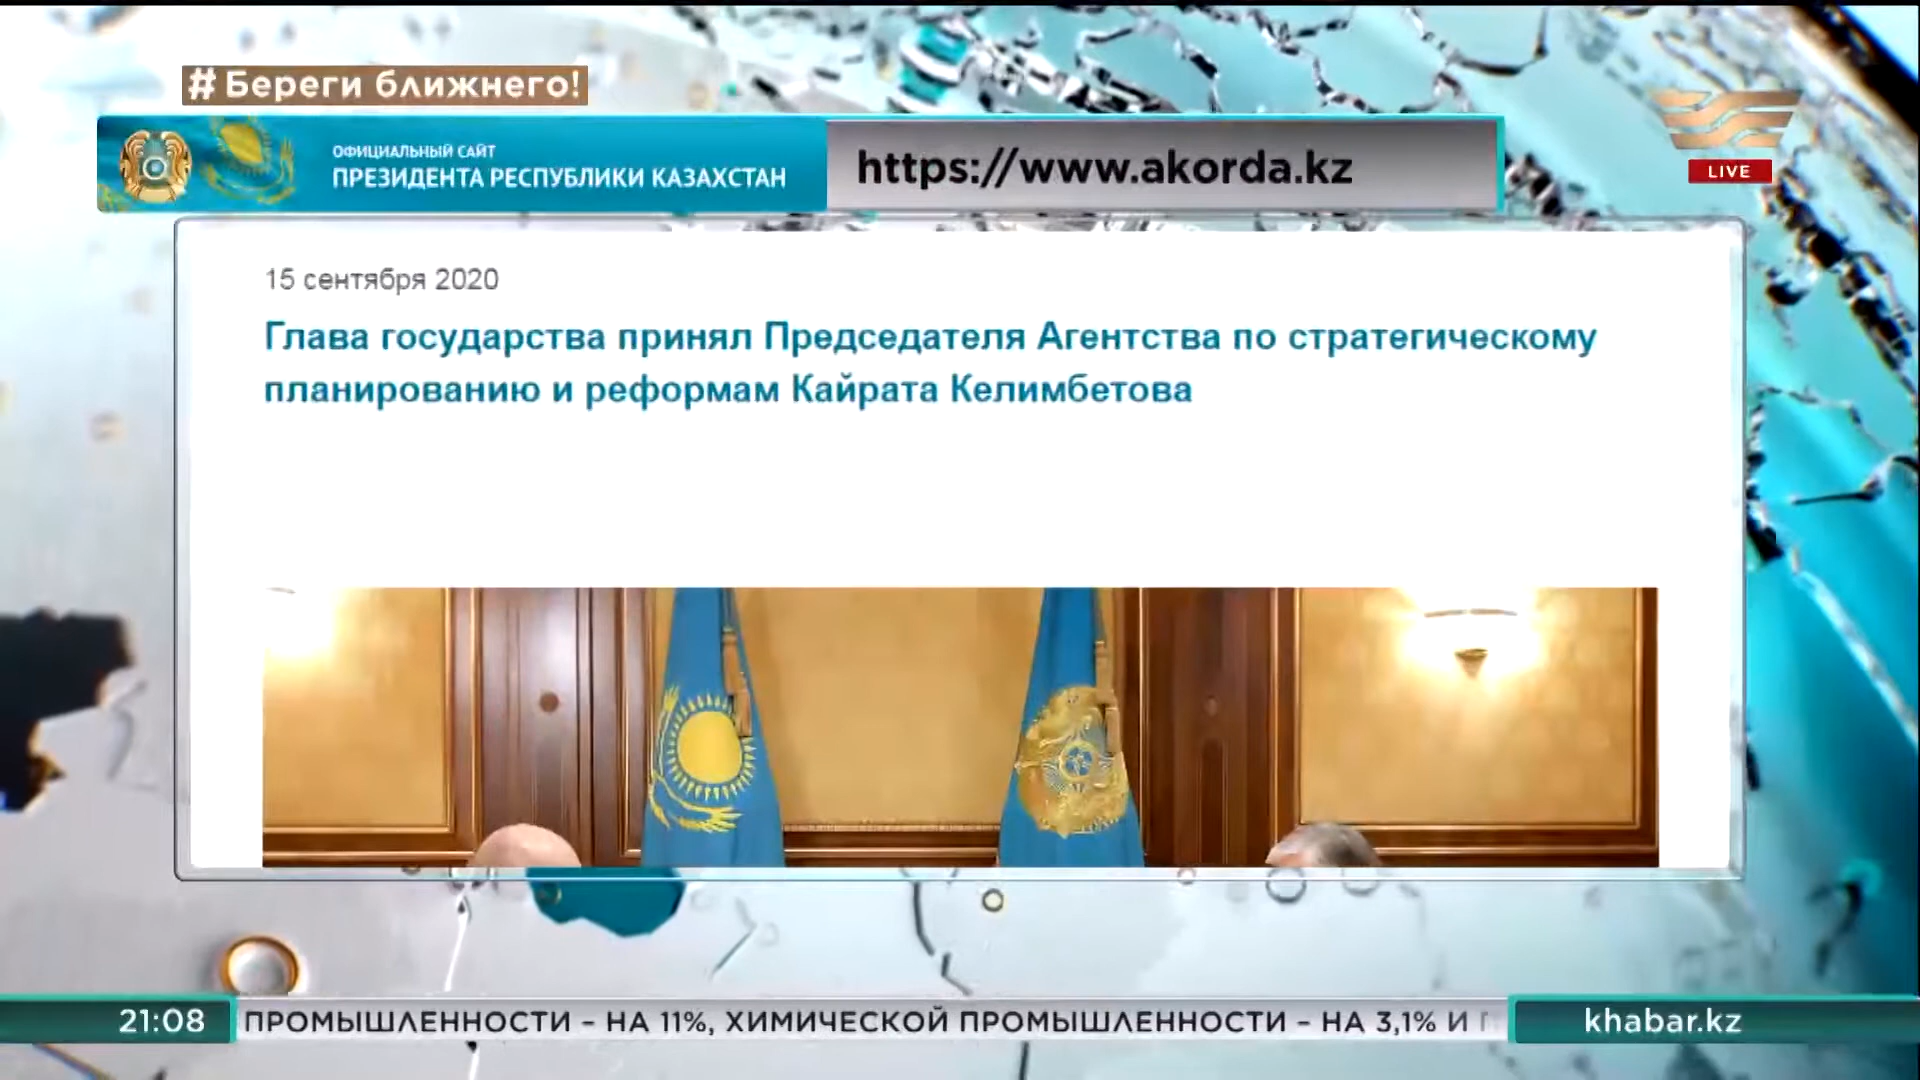 #Береги ближнего!
ОФИЦИАЛЬНЫЙ САЙТ
ПРЕЗИДЕНТА РЕСПУБЛИКИ КАЗАХСТАН
https://www.akorda.kz
LIVE
15 сентября 2020
Глава государства принял Председателя Агентства по стратегическому
планированию и реформам Кайрата Келимбетова
21:08
ПРОМЫШЛЕННОСТИ – НА 11%, ХИМИЧЕСКОЙ ПРОМЫШЛЕННОСТИ – НА 3,1% И
khabar.kz